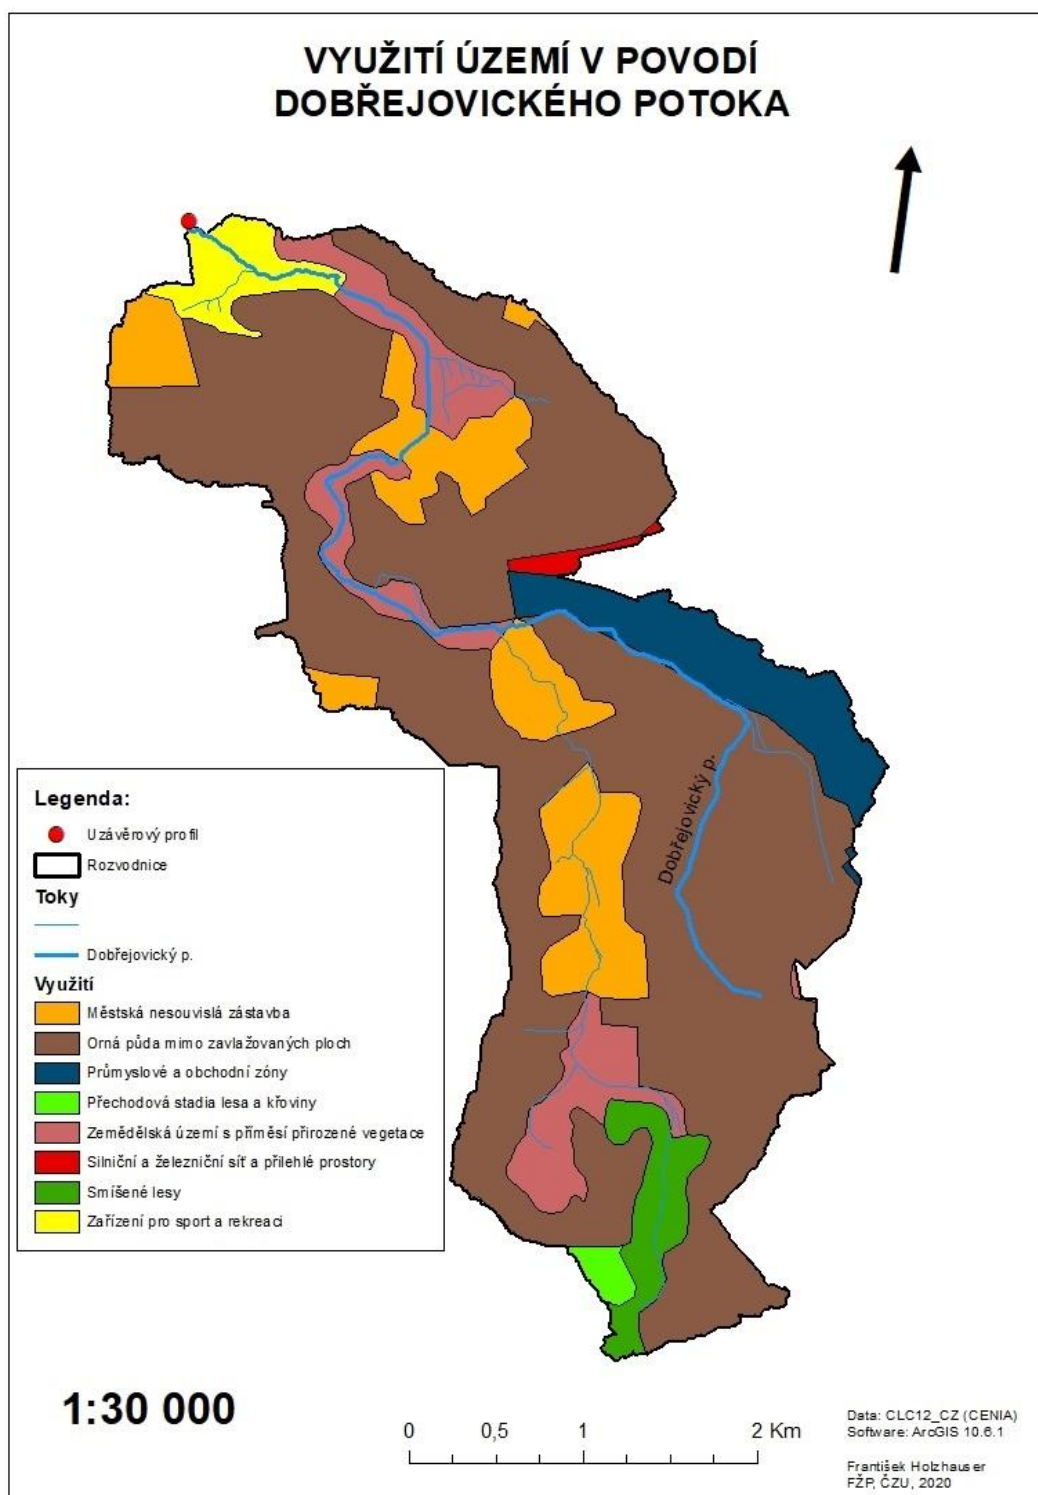 VYUŽITÍ ÚZEMÍ V POVODÍ
DOBŘEJOVICKÉHO POTOKA
Dobřejovický p.
Legenda:
Uzávěrový profil
Rozvodnice
Toky
Dobřejovický p.
Využití
Městská nesouvislá zástavba
Orná půda mimo zavlažovaných ploch
Průmyslové a obchodní zóny
Přechodová stadia lesa a křoviny
Zemědělská území s příměsí přirozené vegetace
Silniční a železniční síť a přilehlé prostory
Smíšené lesy
Zařízení pro sport a rekreaci
1:30 000
0 0,5 1 2 Km
Data: CLC12_CZ (CENIA)
Software: ArcGIS 10.6.1
František Holzhauser
FŽP, ČZU, 2020